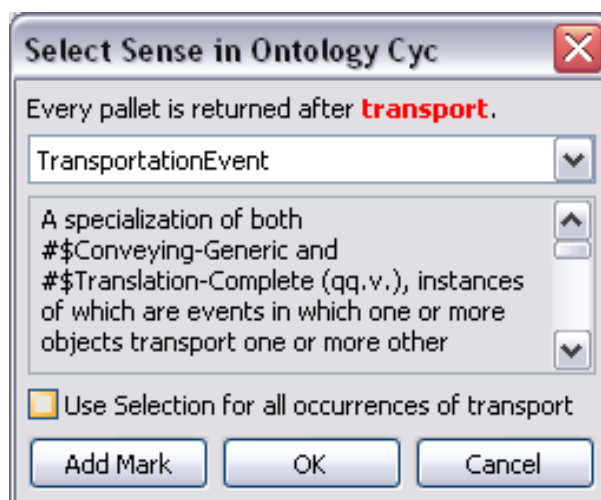 Select Sense in Ontology Cyc
Every pallet is returned after transport.
TransportationEvent
A specialization of both
#$Conveying-Generic and
#$Translation-Complete (qq.v.), instances
of which are events in which one or more
objects transport one or more other
Use Selection for all occurrences of transport
Add Mark OK Cancel